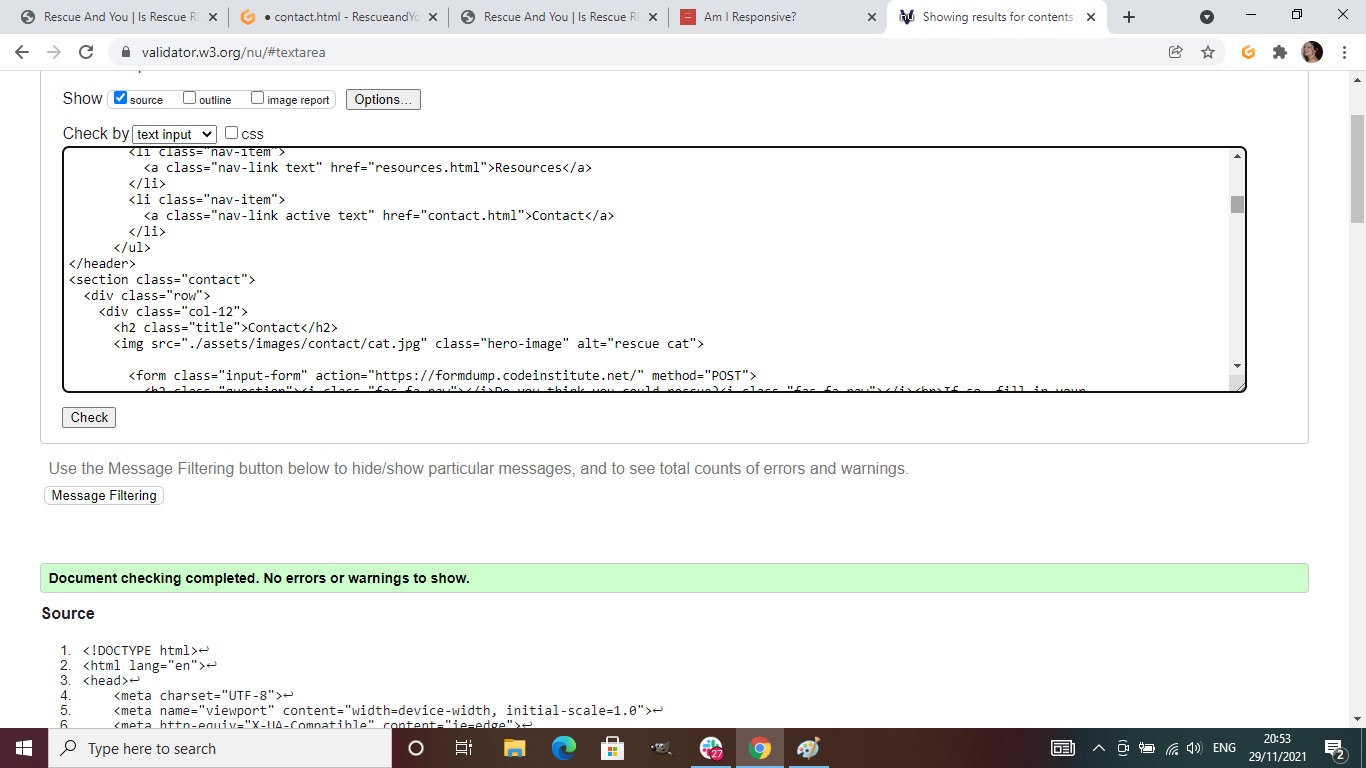 Rescue And You | Is Rescue Ri
● contact.html - RescueandYo
Rescue And You | Is Rescue Ri
Am I Responsive?
Showing results for contents
validator.w3.org/nu/#textarea
Show source outline image report Options...
Check by text input css
<li class="nav-item">
<a class="nav-link text" href="resources.html">Resources</a>
</li>
<li class="nav-item">
<a class="nav-link active text" href="contact.html">Contact</a>
</li>
</ul>
</header>
<section class="contact">
<div class="row">
<div class="col-12">
<h2 class="title">Contact</h2>
<img src="./assets/images/contact/cat.jpg" class="hero-image" alt="rescue cat">
<form class="input-form" action="https://formdump.codeinstitute.net/" method="POST">
Check
Use the Message Filtering button below to hide/show particular messages, and to see total counts of errors and warnings.
Message Filtering
Document checking completed. No errors or warnings to show.
Source
1. <!DOCTYPE html>↩
2. <html lang="en">↩
3. <head>↩
4. <meta charset="UTF-8">↩
5. <meta name="viewport" content="width=device-width, initial-scale=1.0">↩
6. <meta http-equiv="X-UA-Compatible" content="ie=edge">↩
Type here to search
27
ENG
20:53
29/11/2021
2